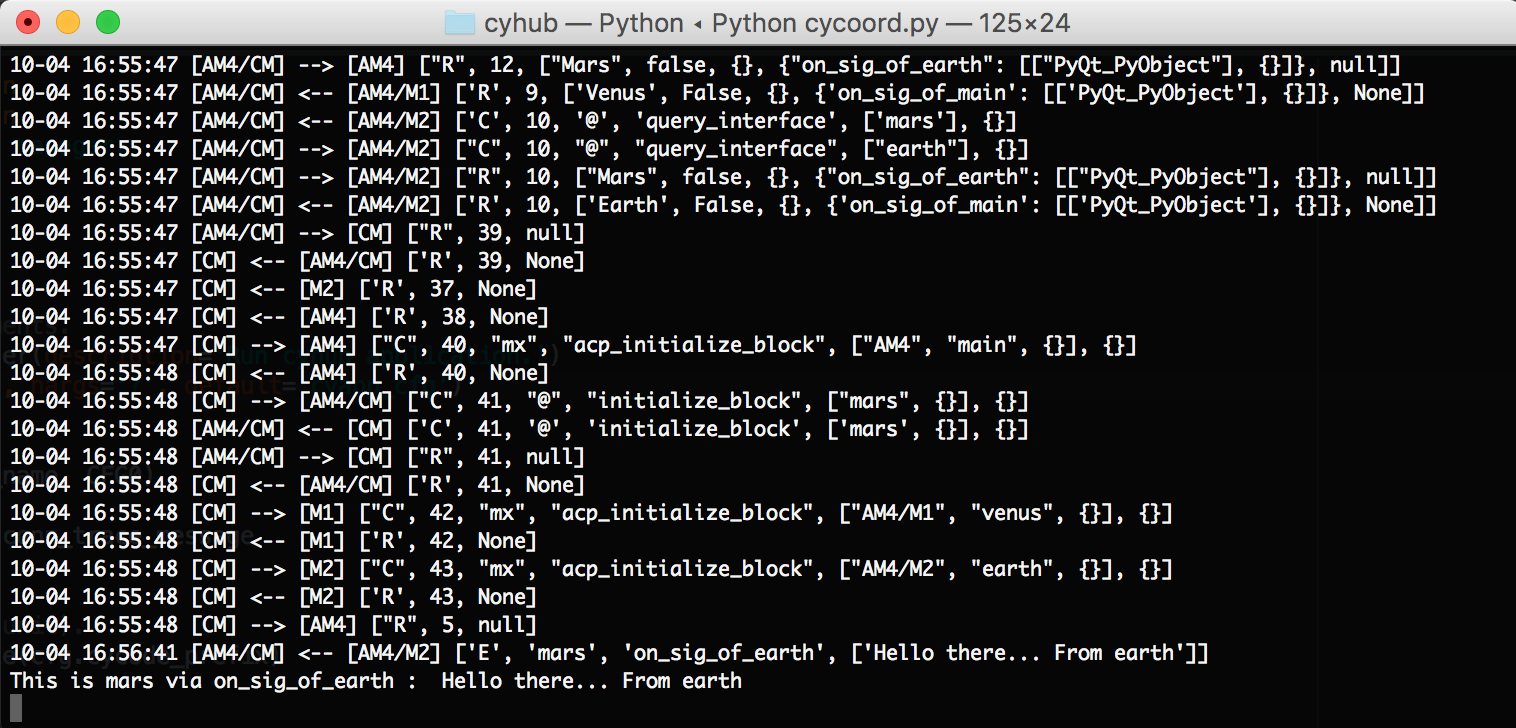 cyhub — Python ◂ Python cycoord.py — 125×24
10-04 16:55:47 [AM4/CM] --> [AM4] ["R", 12, ["Mars", false, {}, {"on_sig_of_earth": [["PyQt_PyObject"], {}]}, null]]
10-04 16:55:47 [AM4/CM] <-- [AM4/M1] ['R', 9, ['Venus', False, {}, {'on_sig_of_main': [['PyQt_PyObject'], {}]}, None]]
10-04 16:55:47 [AM4/CM] <-- [AM4/M2] ['C', 10, '@', 'query_interface', ['mars'], {}]
10-04 16:55:47 [AM4/CM] --> [AM4/M2] ["C", 10, "@", "query_interface", ["earth"], {}]
10-04 16:55:47 [AM4/CM] --> [AM4/M2] ["R", 10, ["Mars", false, {}, {"on_sig_of_earth": [["PyQt_PyObject"], {}]}, null]]
10-04 16:55:47 [AM4/CM] <-- [AM4/M2] ['R', 10, ['Earth', False, {}, {'on_sig_of_main': [['PyQt_PyObject'], {}]}, None]]
10-04 16:55:47 [AM4/CM] --> [CM] ["R", 39, null]
10-04 16:55:47 [CM] <-- [AM4/CM] ['R', 39, None]
10-04 16:55:47 [CM] <-- [M2] ['R', 37, None]
10-04 16:55:47 [CM] <-- [AM4] ['R', 38, None]
10-04 16:55:47 [CM] --> [AM4] ["C", 40, "mx", "acp_initialize_block", ["AM4", "main", {}], {}]
10-04 16:55:47 [CM] <-- [AM4] ['R', 40, None]
10-04 16:55:48 [CM] --> [AM4/CM] ["C", 41, "@", "initialize_block", ["mars", {}], {}]
10-04 16:55:48 [AM4/CM] <-- [CM] ['C', 41, '@', 'initialize_block', ['mars', {}], {}]
10-04 16:55:48 [AM4/CM] --> [CM] ["R", 41, null]
10-04 16:55:48 [CM] <-- [AM4/CM] ['R', 41, None]
10-04 16:55:48 [CM] --> [M1] ["C", 42, "mx", "acp_initialize_block", ["AM4/M1", "venus", {}], {}]
10-04 16:55:48 [CM] <-- [M1] ['R', 42, None]
10-04 16:55:48 [CM] --> [M2] ["C", 43, "mx", "acp_initialize_block", ["AM4/M2", "earth", {}], {}]
10-04 16:55:48 [CM] <-- [M2] ['R', 43, None]
10-04 16:55:48 [CM] --> [AM4] ["R", 5, null]
10-04 16:56:41 [AM4/CM] <-- [AM4/M2] ['E', 'mars', 'on_sig_of_earth', ['Hello there... From earth']]
This is mars via on_sig_of_earth :  Hello there... From earth